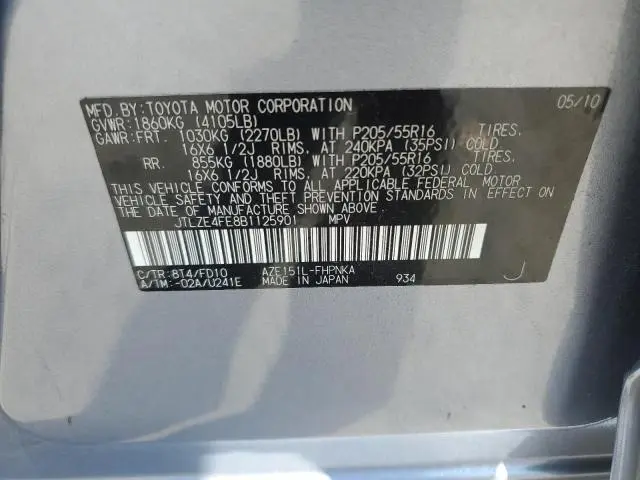 MFD. BY: TOYOTA MOTOR CORPORATION 05/10
GVWR: 1860KG (4105LB)
GAWR: FRT. 1030KG (2270LB) WITH P205/55R16 TIRES.
16X6 1/2J RIMS, AT 240KPA (35PSI) COLD
RR. 855KG (1880LB) WITH P205/55R16 TIRES.
16X6 1/2J RIMS, AT 220KPA (32PSI) COLD.
THIS VEHICLE CONFORMS TO ALL APPLICABLE FEDERAL MOTOR
VEHICLE SAFETY AND THEFT PREVENTION STANDARDS IN EFFECT ON
THE DATE OF MANUFACTURE SHOWN ABOVE.
JTLZE4FE8B1125901 MPV
C/TR: 8T4/FD10 AZE151L-FHPNKA
A/TM: -02A/U241E MADE IN JAPAN 934 J